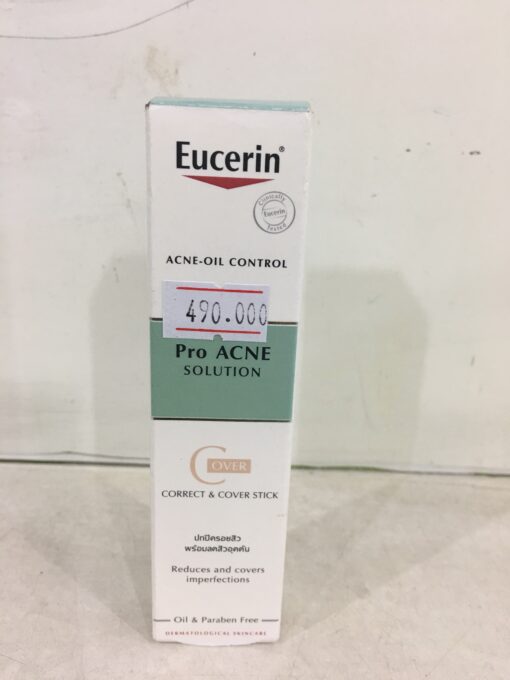 Eucerin®
Clinically
Eucerin
Tested
ACNE-OIL CONTROL
490.000
Pro ACNE
SOLUTION
COVER
CORRECT & COVER STICK
ปกปิดรอยสิว
พร้อมลดสิวอุดตัน
Reduces and covers
imperfections
Oil & Paraben Free
DERMATOLOGICAL SKINCARE